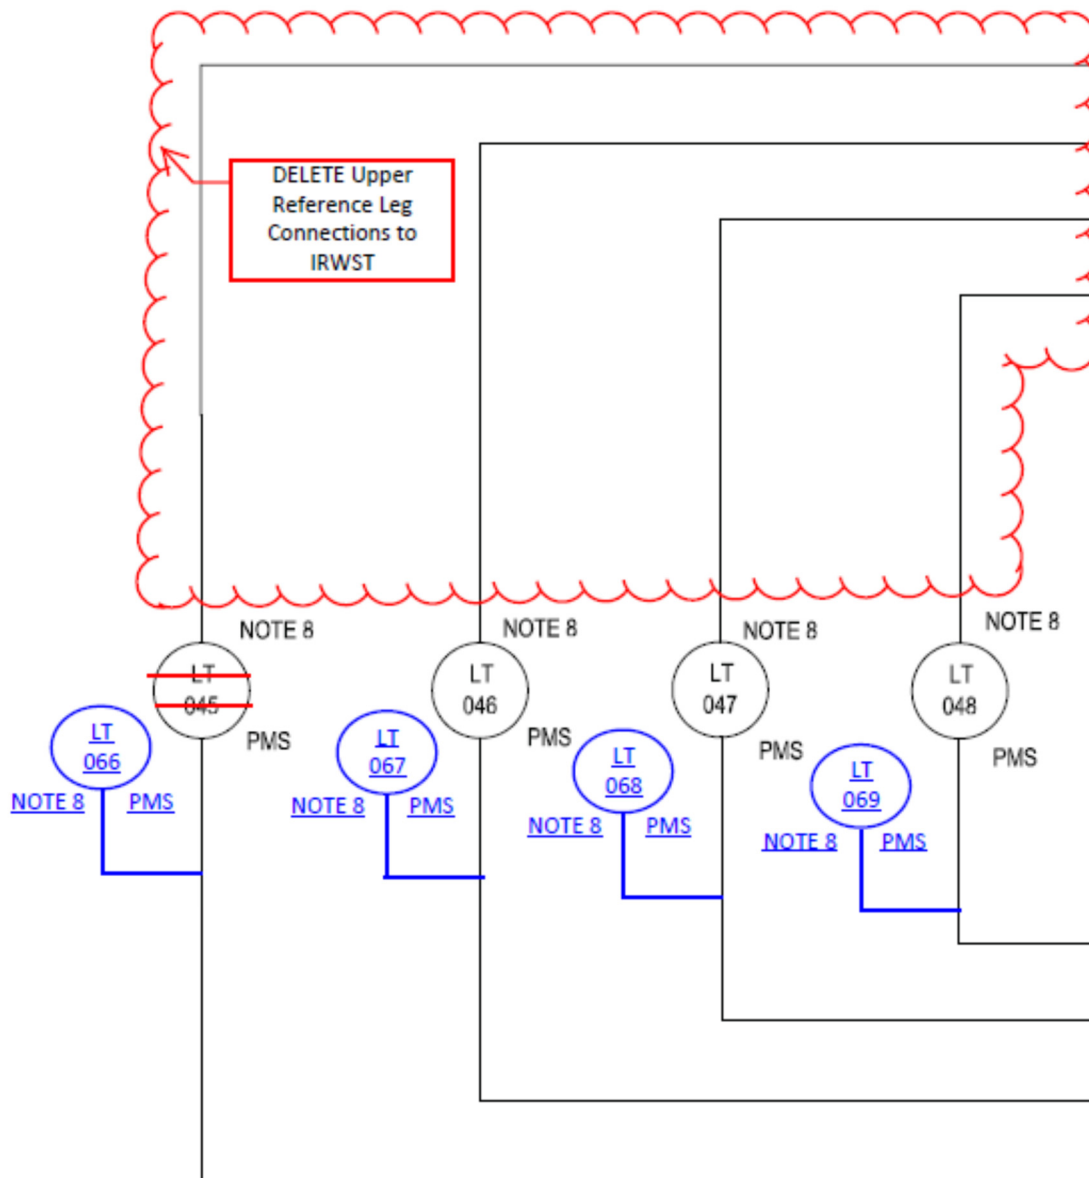 DELETE Upper
Reference Leg
Connections to
IRWST
NOTE 8
LT
045
PMS
NOTE 8
LT
046
PMS
NOTE 8
LT
047
PMS
NOTE 8
LT
048
PMS
LT
066
NOTE 8 PMS
LT
067
NOTE 8 PMS
LT
068
NOTE 8 PMS
LT
069
NOTE 8 PMS